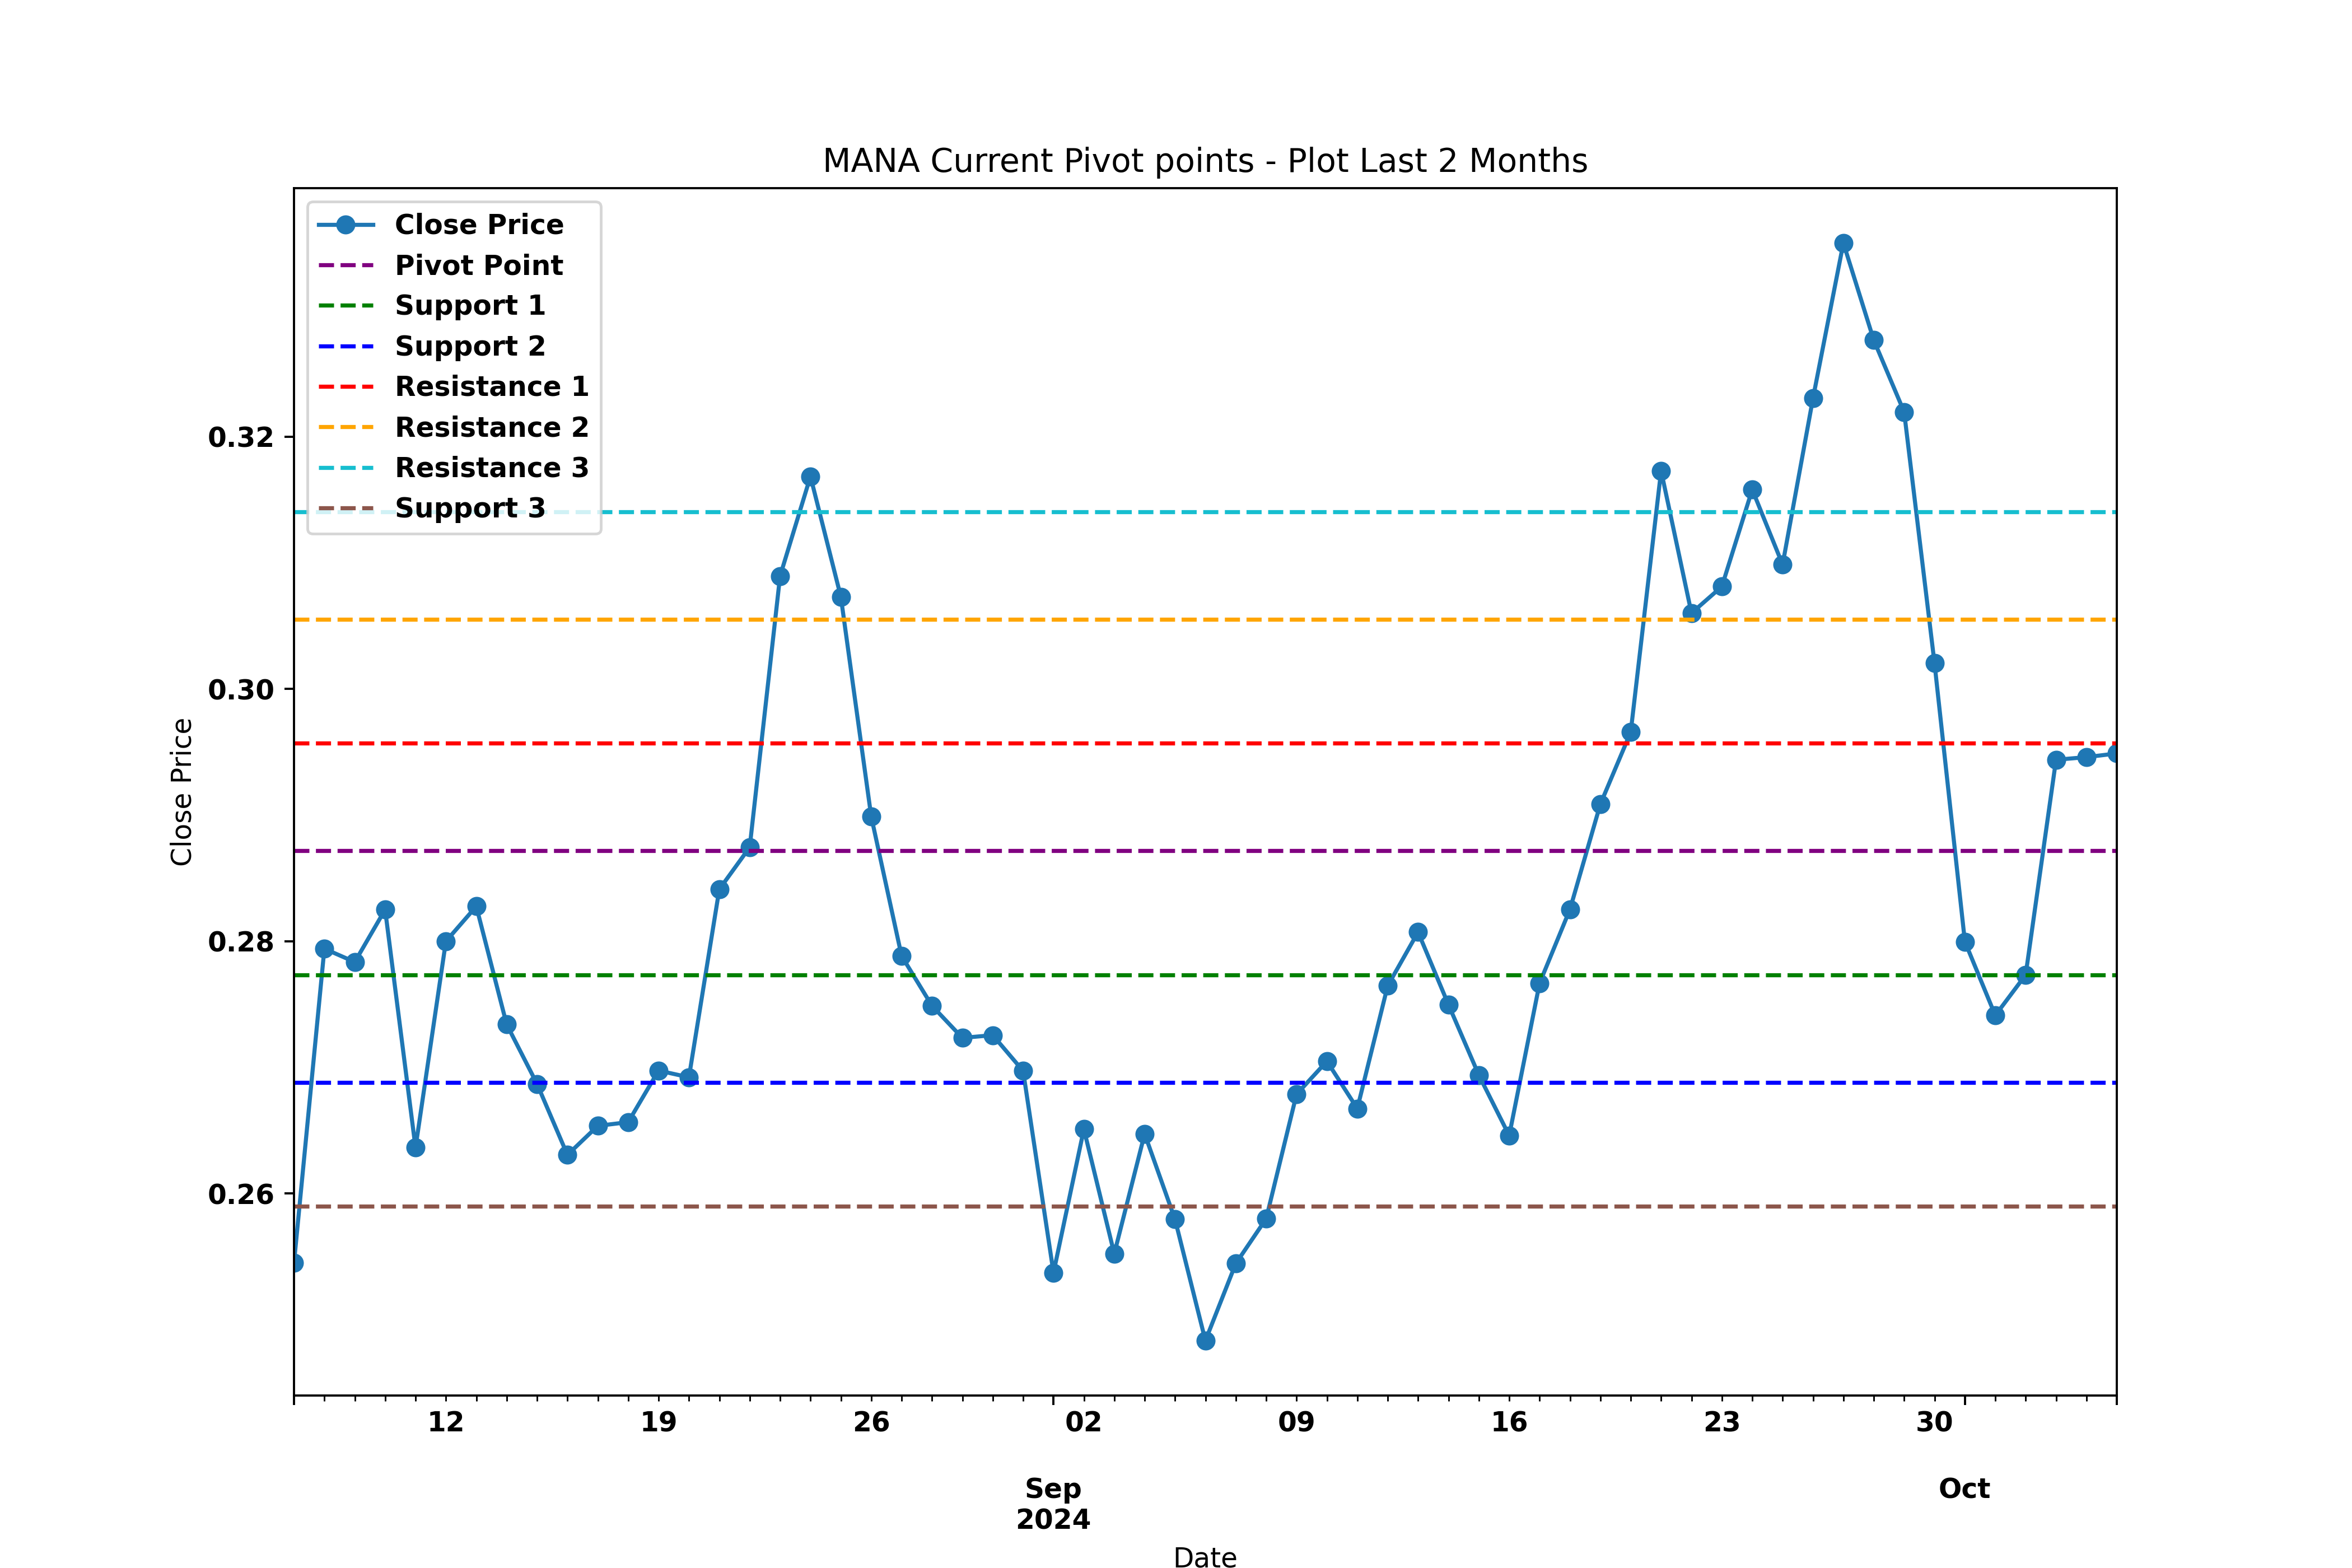 MANA Current Pivot points - Plot Last 2 Months
Close Price
Pivot Point
Support 1
Support 2
Resistance 1
Resistance 2
Resistance 3
Support 3
0.32
0.30
0.28
0.26
Close Price
12 19 26 02 09 16 23 30
Sep Oct
2024
Date